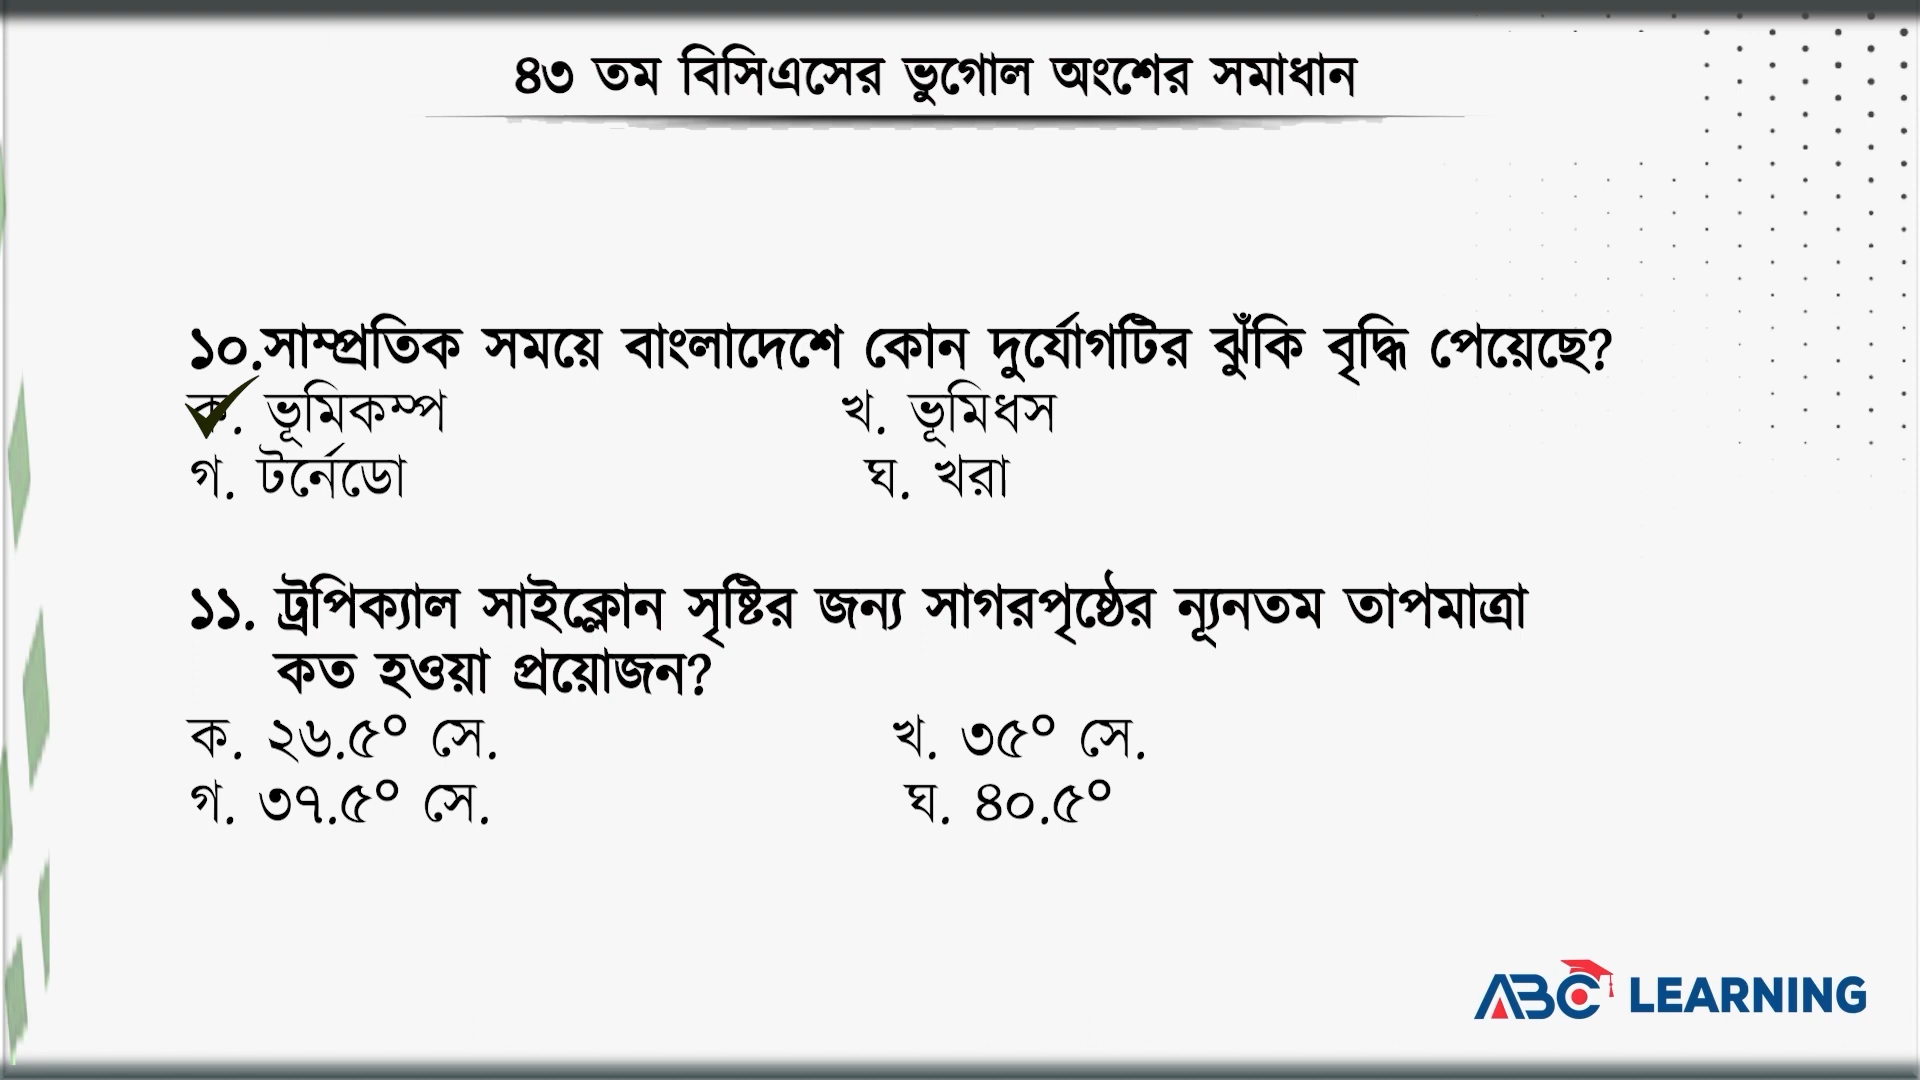 ৪৩ তম বিসিএসের ভুগোল অংশের সমাধান
১০.সাম্প্রতিক সময়ে বাংলাদেশে কোন দুর্যোগটির ঝুঁকি বৃদ্ধি পেয়েছে?
ক. ভূমিকম্প খ. ভূমিধস
গ. টর্নেডো ঘ. খরা
১১. ট্রপিক্যাল সাইক্লোন সৃষ্টির জন্য সাগরপৃষ্ঠের ন্যূনতম তাপমাত্রা
কত হওয়া প্রয়োজন?
ক. ২৬.৫° সে. খ. ৩৫° সে.
গ. ৩৭.৫° সে. ঘ. ৪০.৫°
ABC LEARNING